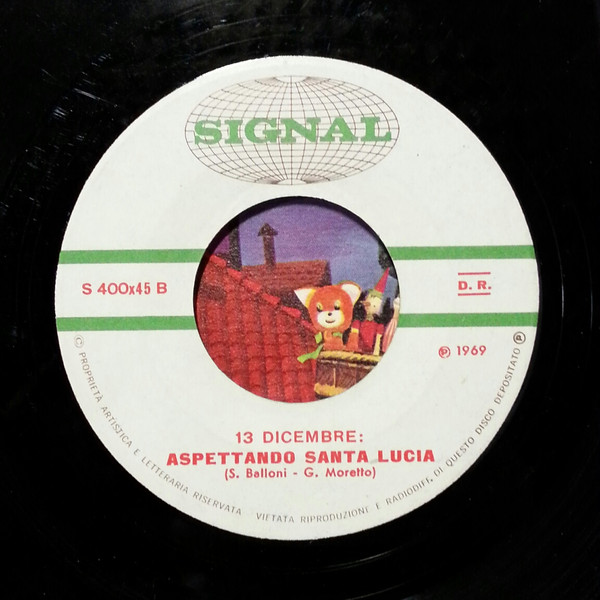 SIGNAL
S 400x45 B
D. R.
℗ 1969
13 DICEMBRE:
ASPETTANDO SANTA LUCIA
(S. Balloni - G. Moretto)
© PROPRIETÀ ARTISTICA E LETTERARIA RISERVATA VIETATA RIPRODUZIONI E RADIODIFF. DI QUESTO DISCO DEPOSITATO ℗